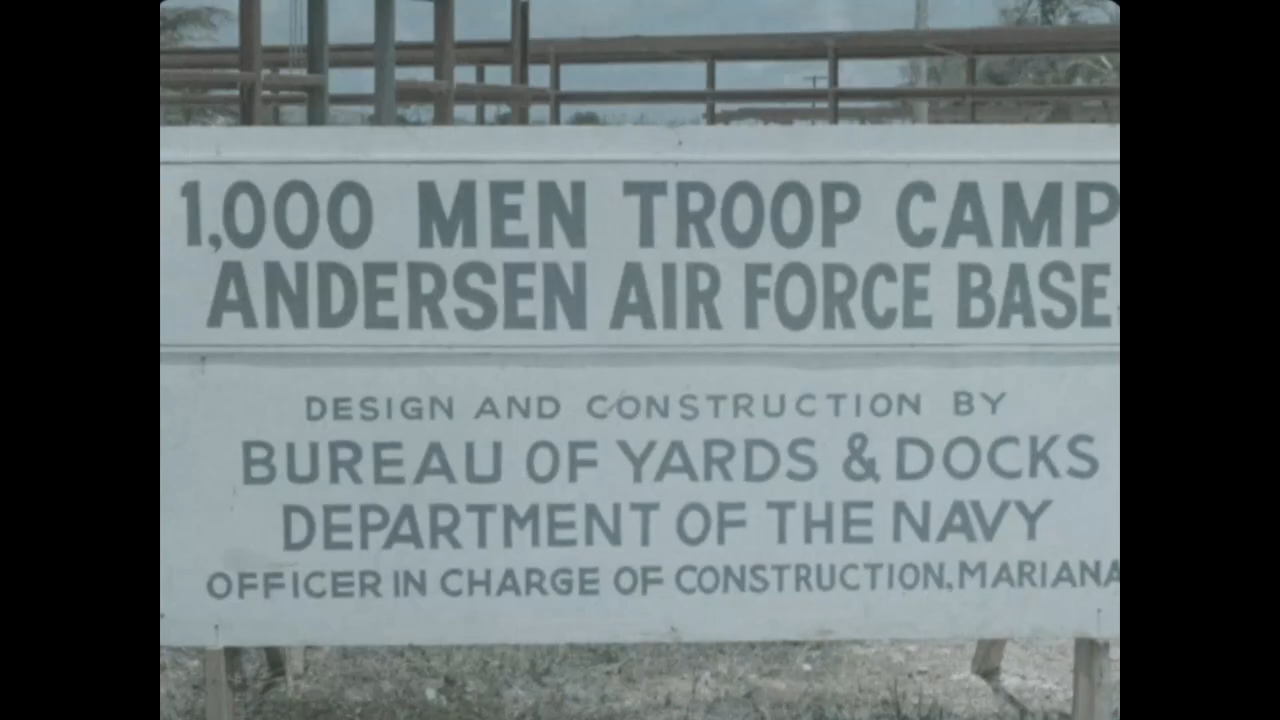 1,000 MEN TROOP CAMP
ANDERSEN AIR FORCE BASE
DESIGN AND CONSTRUCTION BY
BUREAU OF YARDS & DOCKS
DEPARTMENT OF THE NAVY
OFFICER IN CHARGE OF CONSTRUCTION, MARIANA